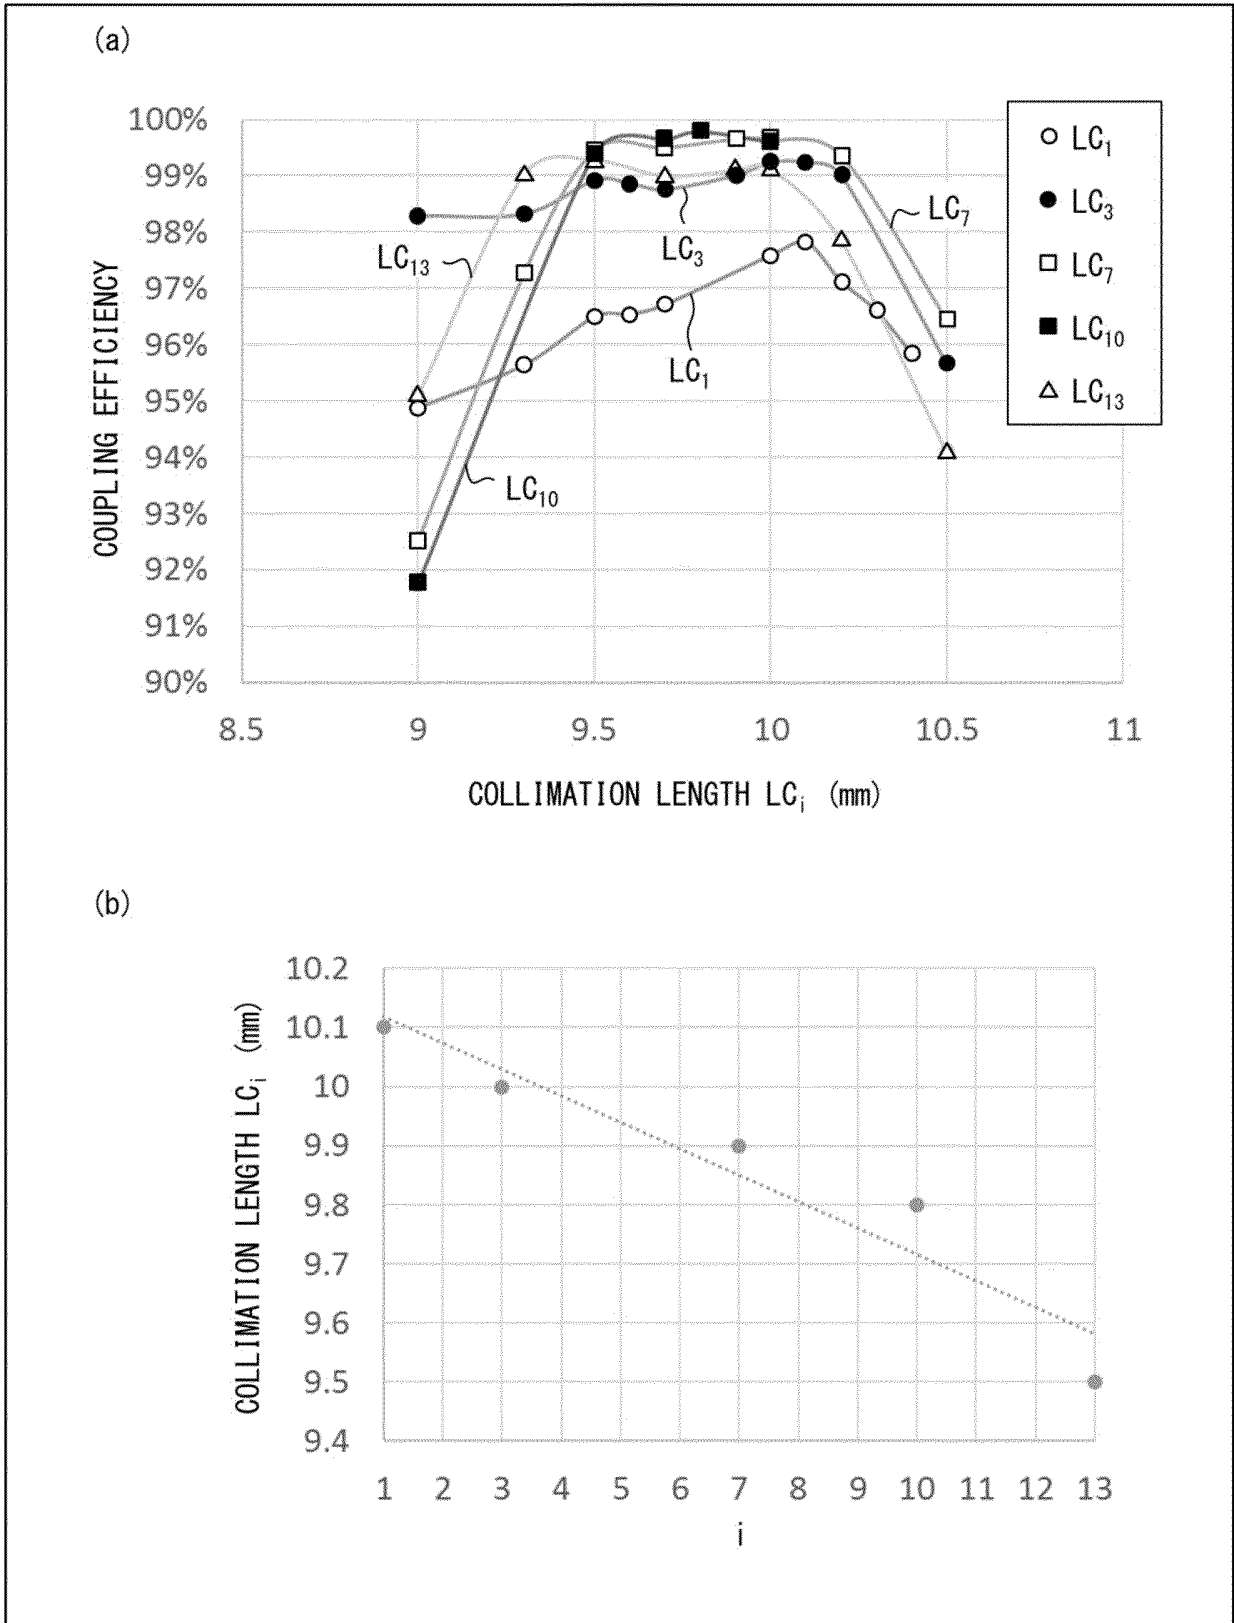 (a)
100%
99%
98%
97%
96%
95%
94%
93%
92%
91%
90%
COUPLING EFFICIENCY
8.5 9 9.5 10 10.5 11
COLLIMATION LENGTH LCi (mm)
LC13
LC3
LC1
LC10
LC7
LC1
LC3
LC7
LC10
LC13
(b)
10.2
10.1
10
9.9
9.8
9.7
9.6
9.5
9.4
COLLIMATION LENGTH LCi (mm)
1 2 3 4 5 6 7 8 9 10 11 12 13
i